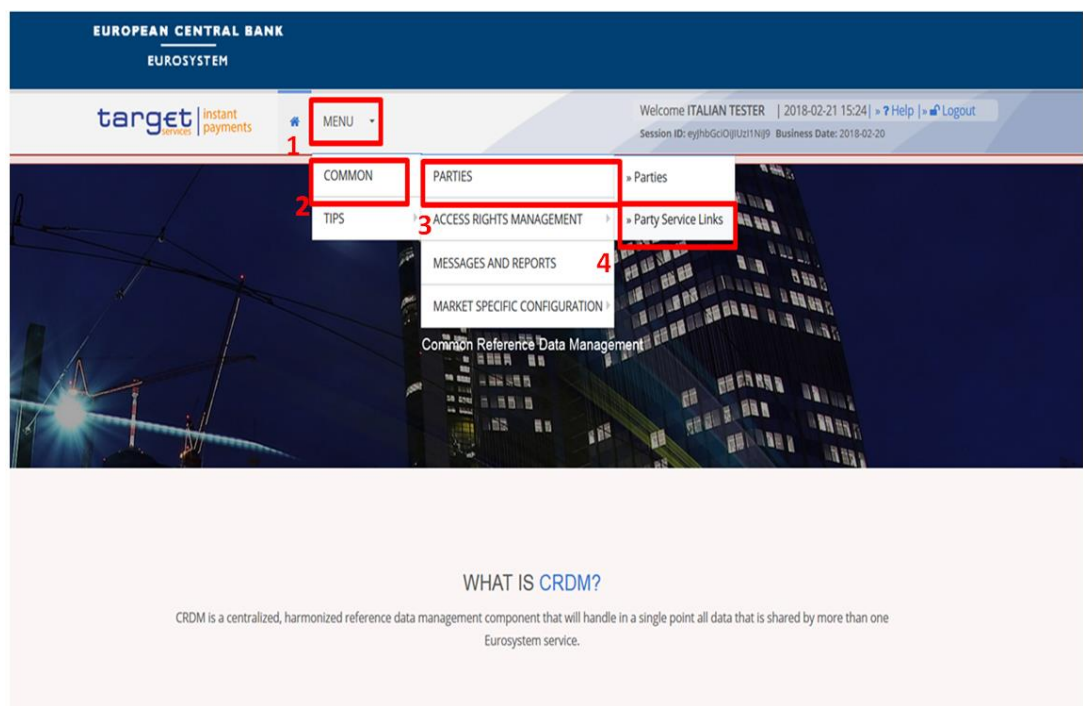 EUROPEAN CENTRAL BANK
EUROSYSTEM
target services | instant payments
MENU
Welcome ITALIAN TESTER | 2018-02-21 15:24| » ? Help |» Logout
Session ID: Business Date: 2018-02-20
1
COMMON
PARTIES
» Parties
2
TIPS
3
ACCESS RIGHTS MANAGEMENT
» Party Service Links
MESSAGES AND REPORTS
4
MARKET SPECIFIC CONFIGURATION
Common Reference Data Management
WHAT IS CRDM?
CRDM is a centralized, harmonized reference data management component that will handle in a single point all data that is shared by more than one
Eurosystem service.